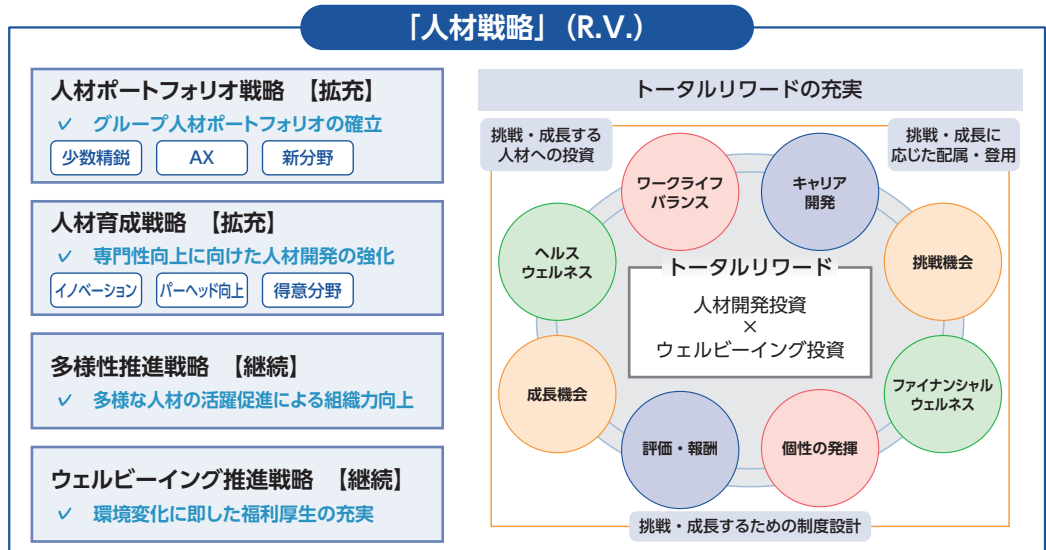 「人材戦略」（R.V.）
人材ポートフォリオ戦略 【拡充】
✓ グループ人材ポートフォリオの確立
少数精鋭 AX 新分野
人材育成戦略 【拡充】
✓ 専門性向上に向けた人材開発の強化
イノベーション パーヘッド向上 得意分野
多様性推進戦略 【継続】
✓ 多様な人材の活躍促進による組織力向上
ウェルビーイング推進戦略 【継続】
✓ 環境変化に即した福利厚生の充実
トータルリワードの充実
挑戦・成長する
人材への投資
挑戦・成長に
応じた配属・登用
ワークライフ
バランス
キャリア
開発
ヘルス
ウェルネス
挑戦機会
トータルリワード
人材開発投資
×
ウェルビーイング投資
成長機会
ファイナンシャル
ウェルネス
評価・報酬
個性の発揮
挑戦・成長するための制度設計